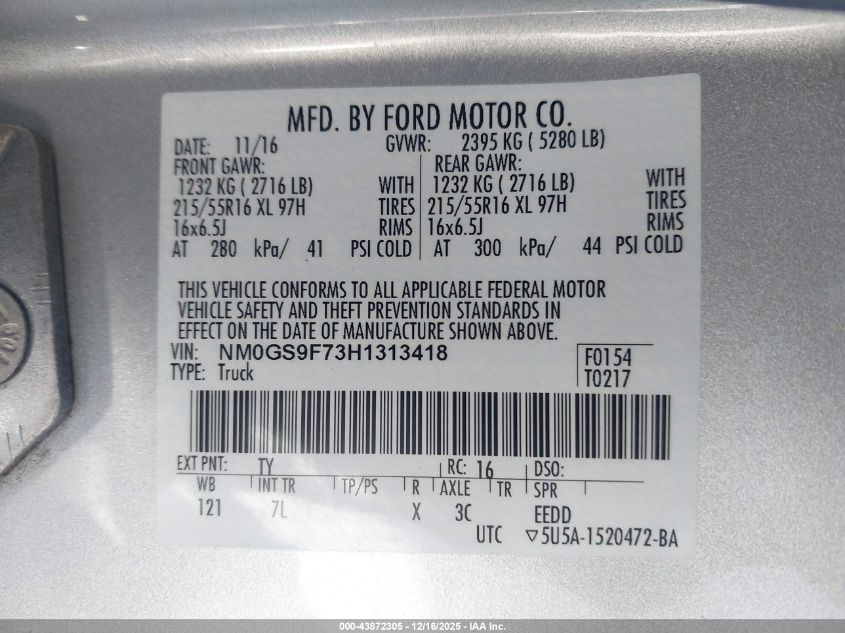 MFD. BY FORD MOTOR CO.
DATE: 11/16 GVWR: 2395 KG ( 5280 LB)
FRONT GAWR: REAR GAWR:
1232 KG ( 2716 LB) WITH 1232 KG ( 2716 LB) WITH
215/55R16 XL 97H TIRES 215/55R16 XL 97H TIRES
16x6.5J RIMS 16x6.5J RIMS
AT 280 kPa/ 41 PSI COLD AT 300 kPa/ 44 PSI COLD
THIS VEHICLE CONFORMS TO ALL APPLICABLE FEDERAL MOTOR
VEHICLE SAFETY AND THEFT PREVENTION STANDARDS IN
EFFECT ON THE DATE OF MANUFACTURE SHOWN ABOVE.
VIN: NM0GS9F73H1313418 F0154
TYPE: Truck T0217
EXT PNT: TY RC: 16 DSO:
WB INT TR TP/PS R AXLE TR SPR
121 7L X 3C EEDD
UTC ▽5U5A-1520472-BA
000-43872305 - 12/16/2025 - IAA Inc.